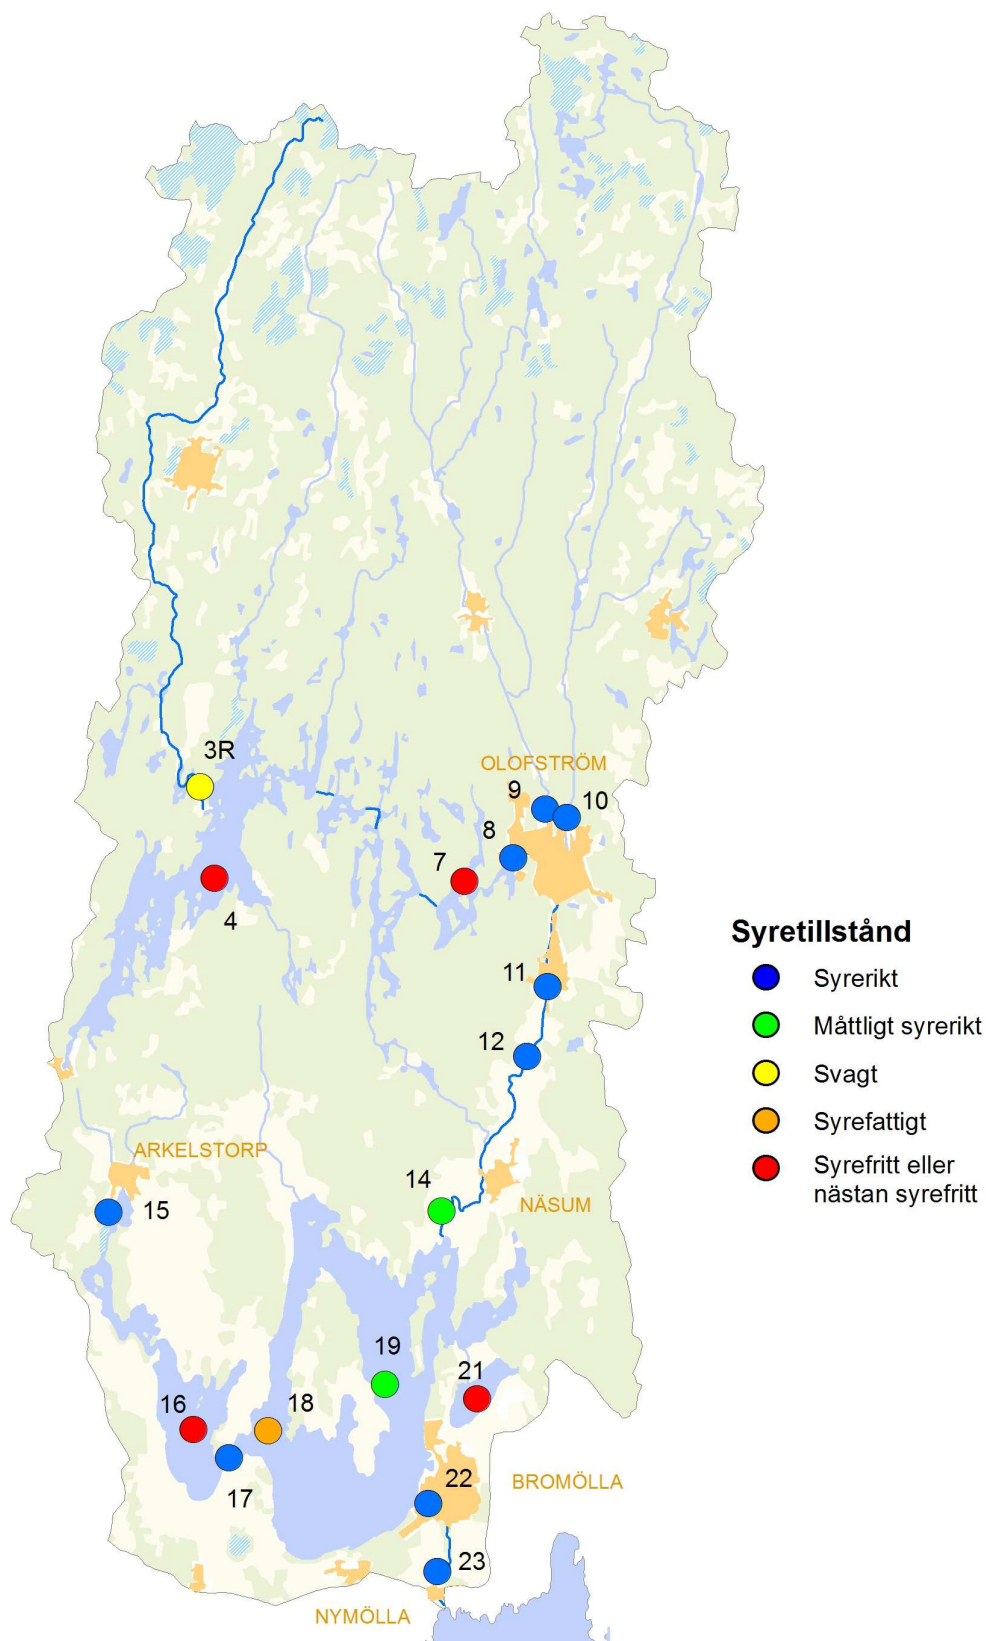 3R
OLOFSTRÖM
9
10
8
7
4
Syretillstånd
Syrerikt
11
Måttligt syrerikt
12
Svagt
Syrefattigt
ARKELSTORP
Syrefritt eller
nästan syrefritt
14
NÄSUM
15
19
21
16
18
BROMÖLLA
17
22
23
NYMÖLLA